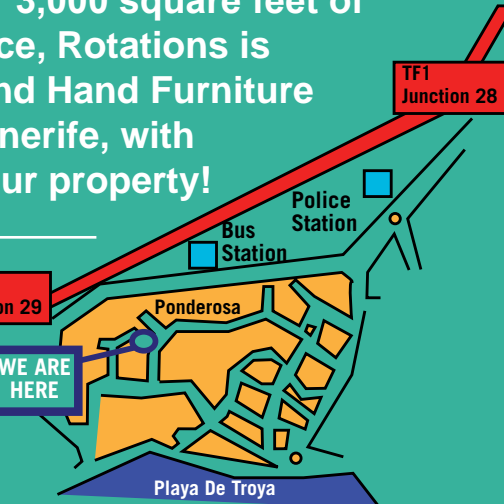 3,000 square feet of
ce, Rotations is
nd Hand Furniture
nerife, with
ur property!
TF1
Junction 28
Police
Station
Bus
Station
on 29
Ponderosa
WE ARE
HERE
Playa De Troya